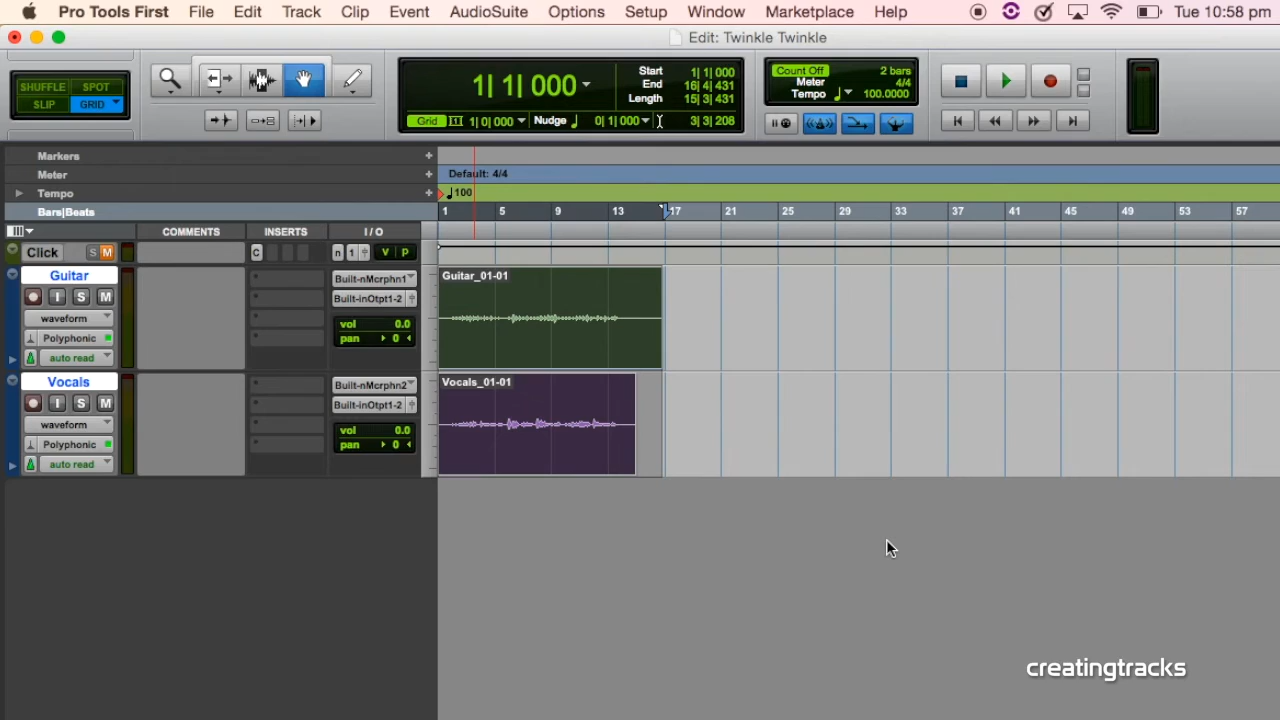 Pro Tools First File Edit Track Clip Event AudioSuite Options Setup Window Marketplace Help Tue 10:58 pm
Edit: Twinkle Twinkle
SHUFFLE SPOT
SLIP GRID
1| 1| 000
Start 1| 1| 000
End 16| 4| 431
Length 15| 3| 431
Grid 1| 0| 000 Nudge 0| 1| 000 3| 3| 208
Count Off 2 bars
Meter 4/4
Tempo 100.0000
Markers
Meter Default: 4/4
Tempo 100
Bars|Beats 1 5 9 13 17 21 25 29 33 37 41 45 49 53 57
COMMENTS INSERTS I / O
Click S M C n 1 v p
Guitar Built-nMcrphn1 Guitar_01-01
I S M Built-inOtpt1-2
waveform vol 0.0
Polyphonic pan 0
auto read
Vocals Built-nMcrphn2 Vocals_01-01
I S M Built-inOtpt1-2
waveform vol 0.0
Polyphonic pan 0
auto read
creatingtracks